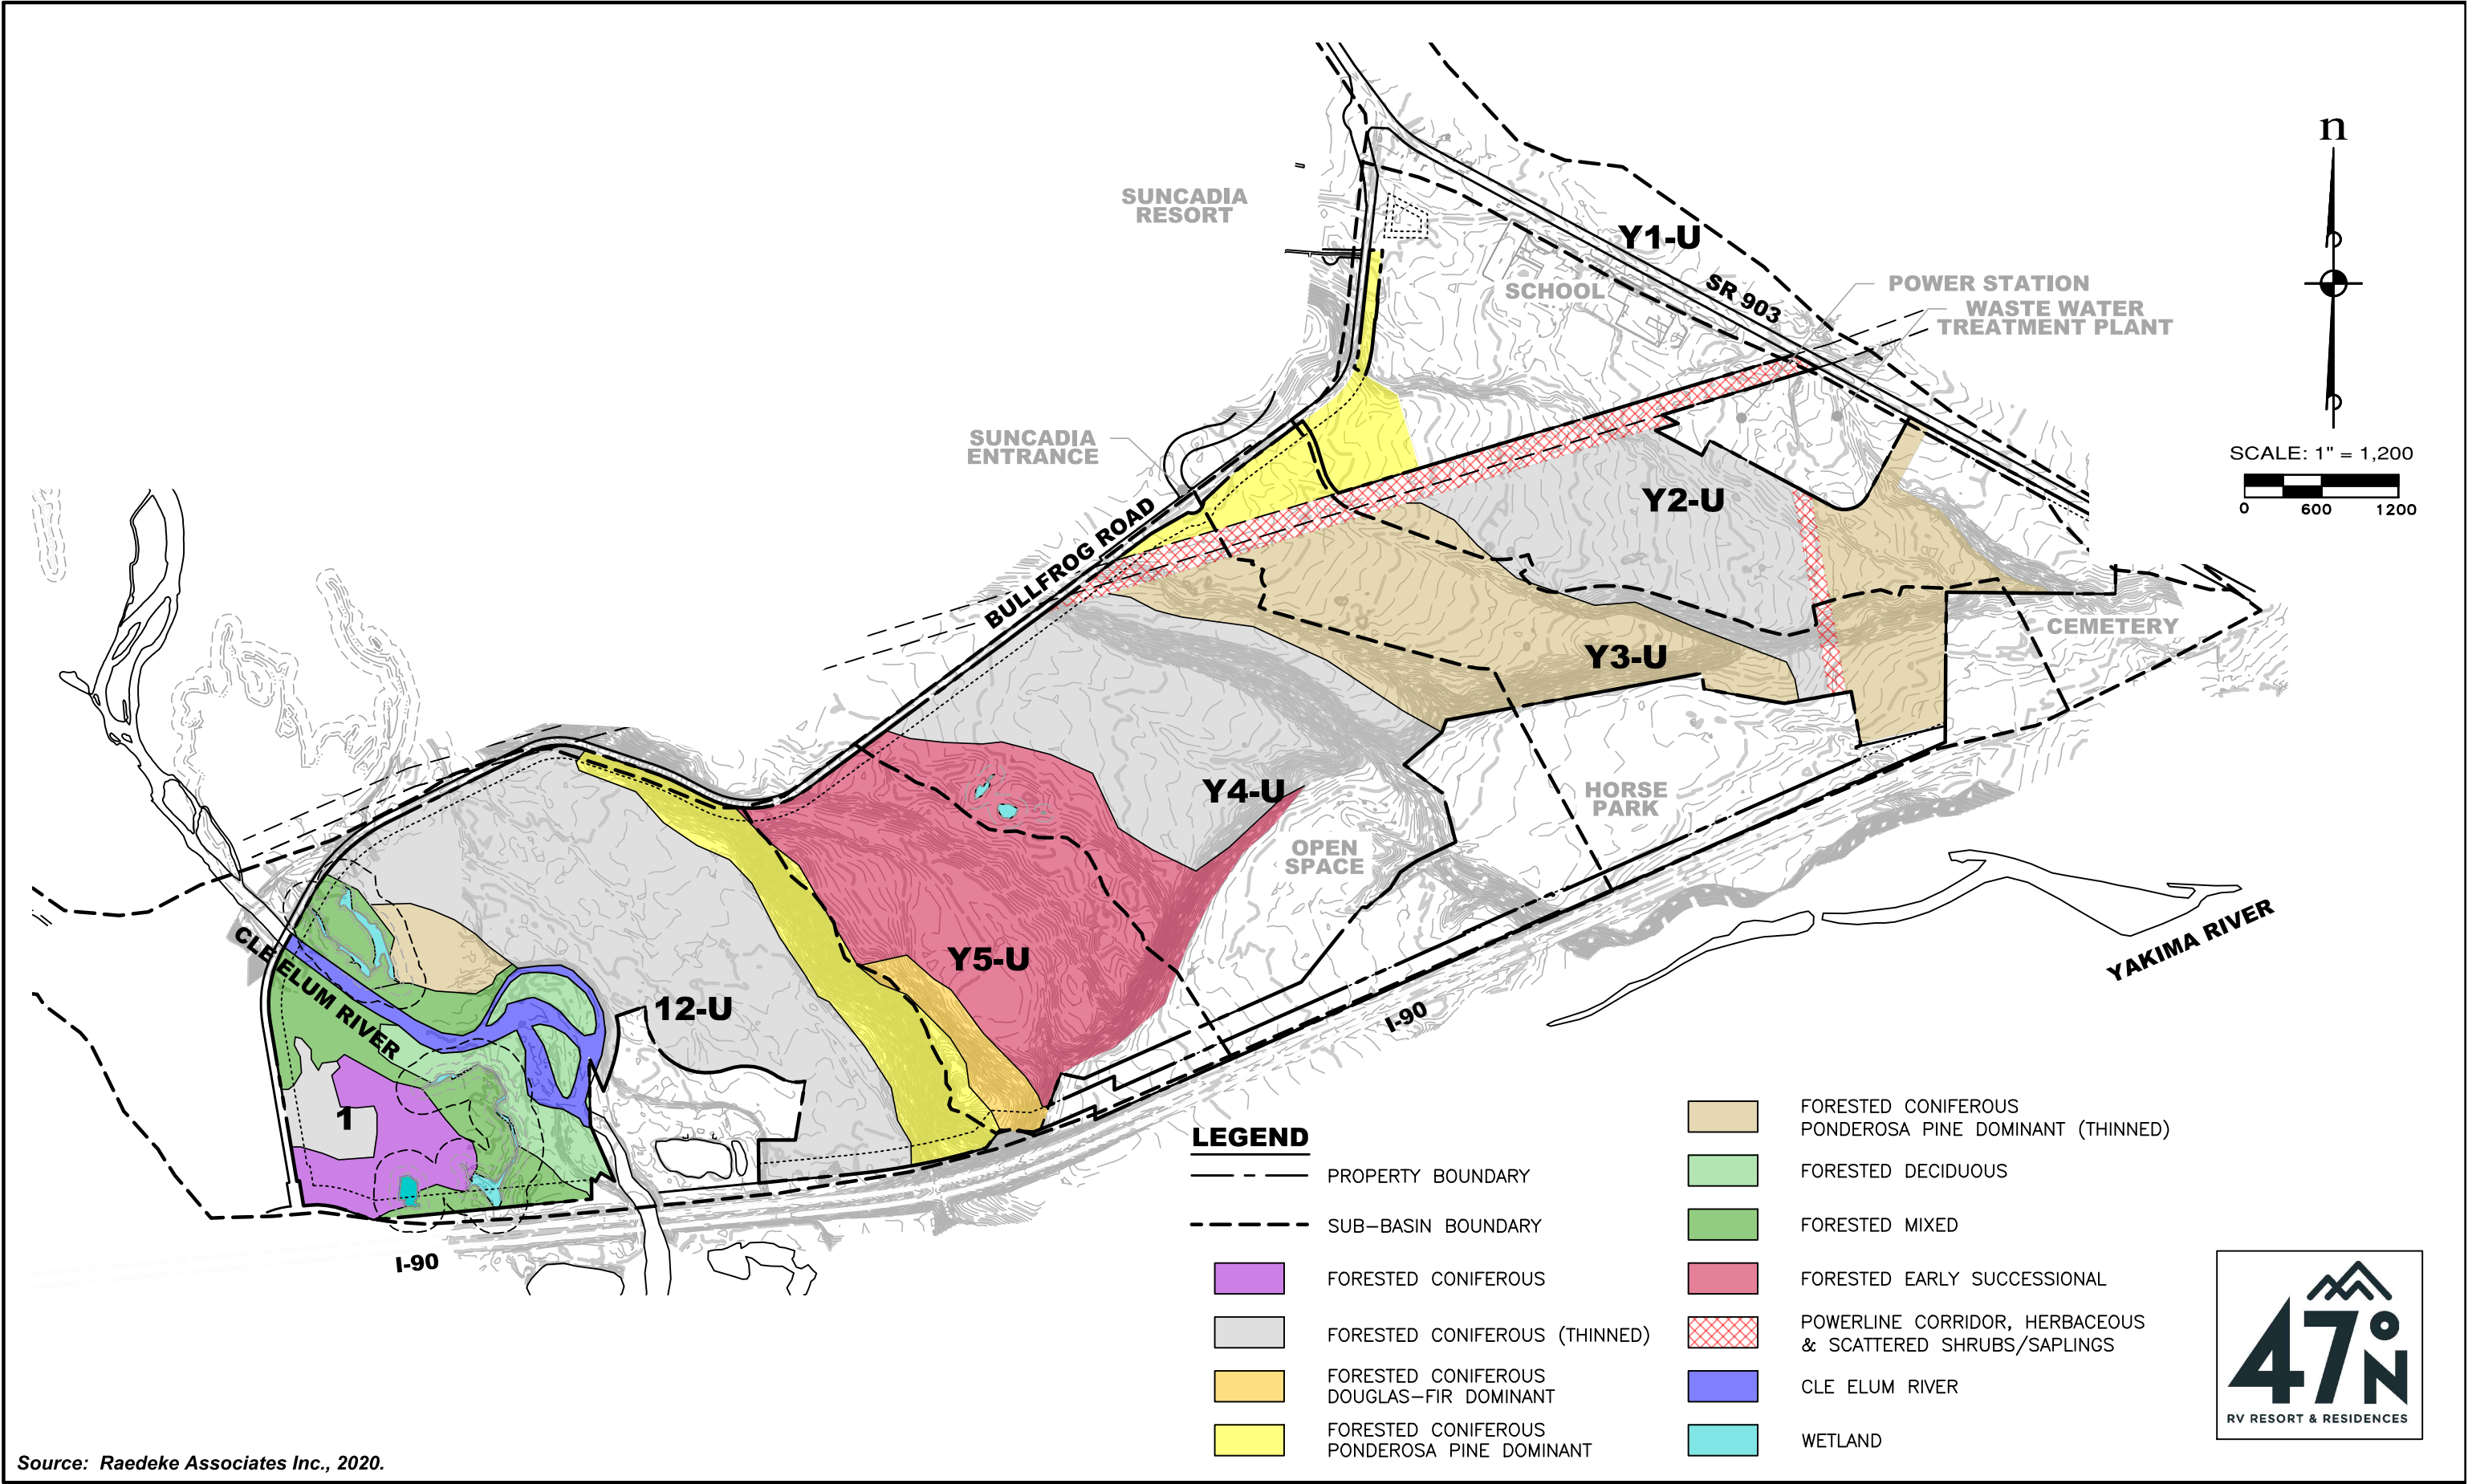 n
SUNCADIA
RESORT
Y1-U
SCHOOL
SR 903
POWER STATION
WASTE WATER
TREATMENT PLANT
SUNCADIA
ENTRANCE
SCALE: 1" = 1,200
0 600 1200
Y2-U
BULLFROG ROAD
CEMETERY
Y3-U
Y4-U
HORSE
PARK
OPEN
SPACE
CLE ELUM RIVER
Y5-U
YAKIMA RIVER
12-U
I-90
1
I-90
LEGEND
PROPERTY BOUNDARY
SUB-BASIN BOUNDARY
FORESTED CONIFEROUS
FORESTED CONIFEROUS (THINNED)
FORESTED CONIFEROUS
DOUGLAS-FIR DOMINANT
FORESTED CONIFEROUS
PONDEROSA PINE DOMINANT
FORESTED CONIFEROUS
PONDEROSA PINE DOMINANT (THINNED)
FORESTED DECIDUOUS
FORESTED MIXED
FORESTED EARLY SUCCESSIONAL
POWERLINE CORRIDOR, HERBACEOUS
& SCATTERED SHRUBS/SAPLINGS
CLE ELUM RIVER
WETLAND
47°N
RV RESORT & RESIDENCES
Source: Raedeke Associates Inc., 2020.